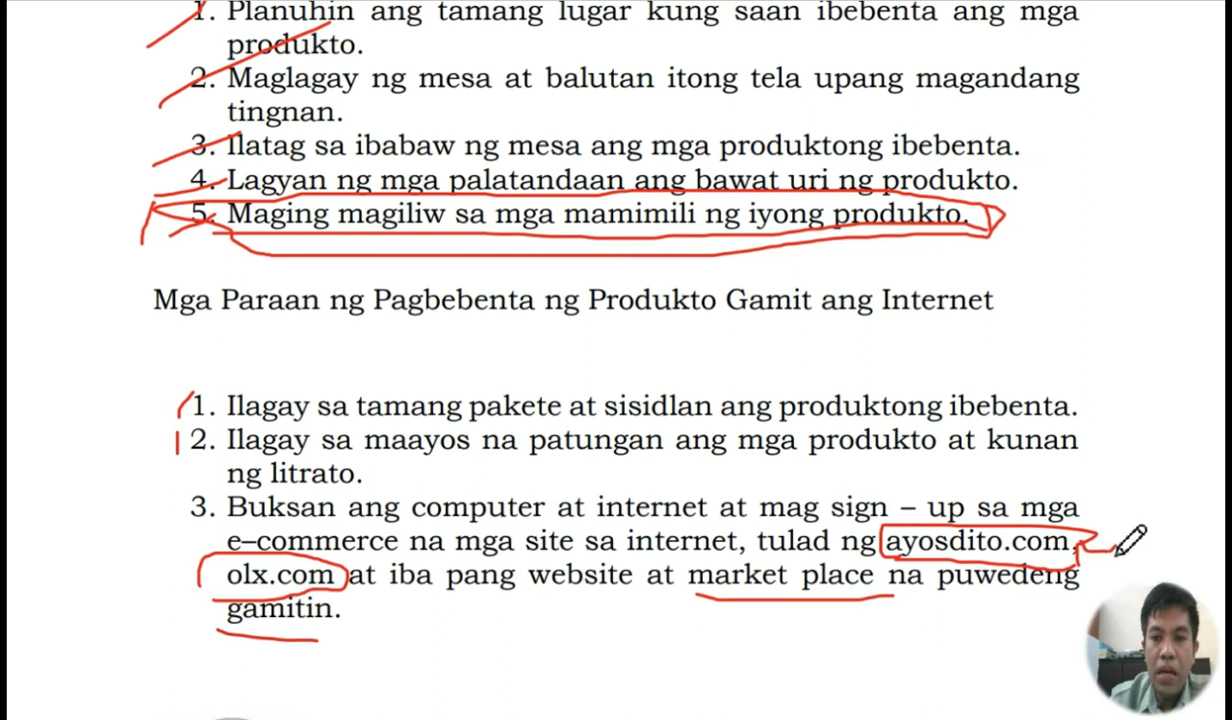 1. Planuhin ang tamang lugar kung saan ibebenta ang mga
produkto.
2. Maglagay ng mesa at balutan itong tela upang magandang
tingnan.
3. Ilatag sa ibabaw ng mesa ang mga produktong ibebenta.
4. Lagyan ng mga palatandaan ang bawat uri ng produkto.
5. Maging magiliw sa mga mamimili ng iyong produkto.
Mga Paraan ng Pagbebenta ng Produkto Gamit ang Internet
1. Ilagay sa tamang pakete at sisidlan ang produktong ibebenta.
2. Ilagay sa maayos na patungan ang mga produkto at kunan
ng litrato.
3. Buksan ang computer at internet at mag sign – up sa mga
e–commerce na mga site sa internet, tulad ng ayosdito.com,
olx.com at iba pang website at market place na puwedeng
gamitin.